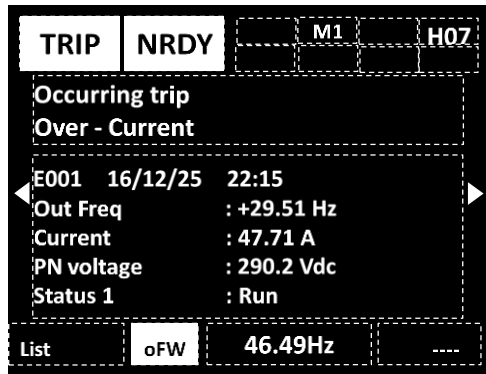 TRIP NRDY M1 H07
Occurring trip
Over - Current
E001 16/12/25 22:15
Out Freq : +29.51 Hz
Current : 47.71 A
PN voltage : 290.2 Vdc
Status 1 : Run
List oFW 46.49Hz ----